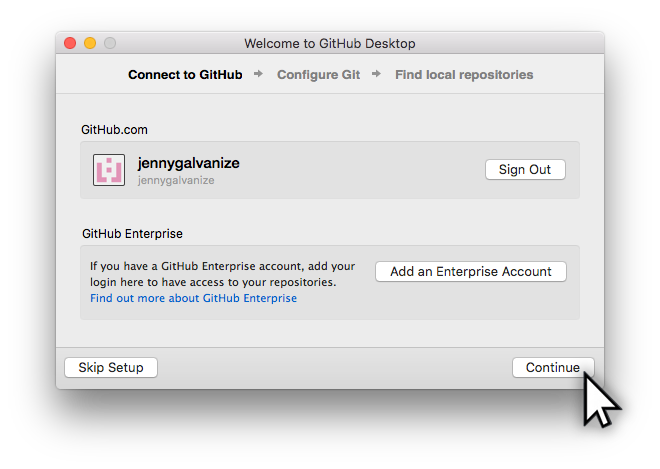 Welcome to GitHub Desktop
Connect to GitHub → Configure Git → Find local repositories
GitHub.com
jennygalvanize
jennygalvanize
Sign Out
GitHub Enterprise
If you have a GitHub Enterprise account, add your
login here to have access to your repositories.
Find out more about GitHub Enterprise
Add an Enterprise Account
Skip Setup
Continue